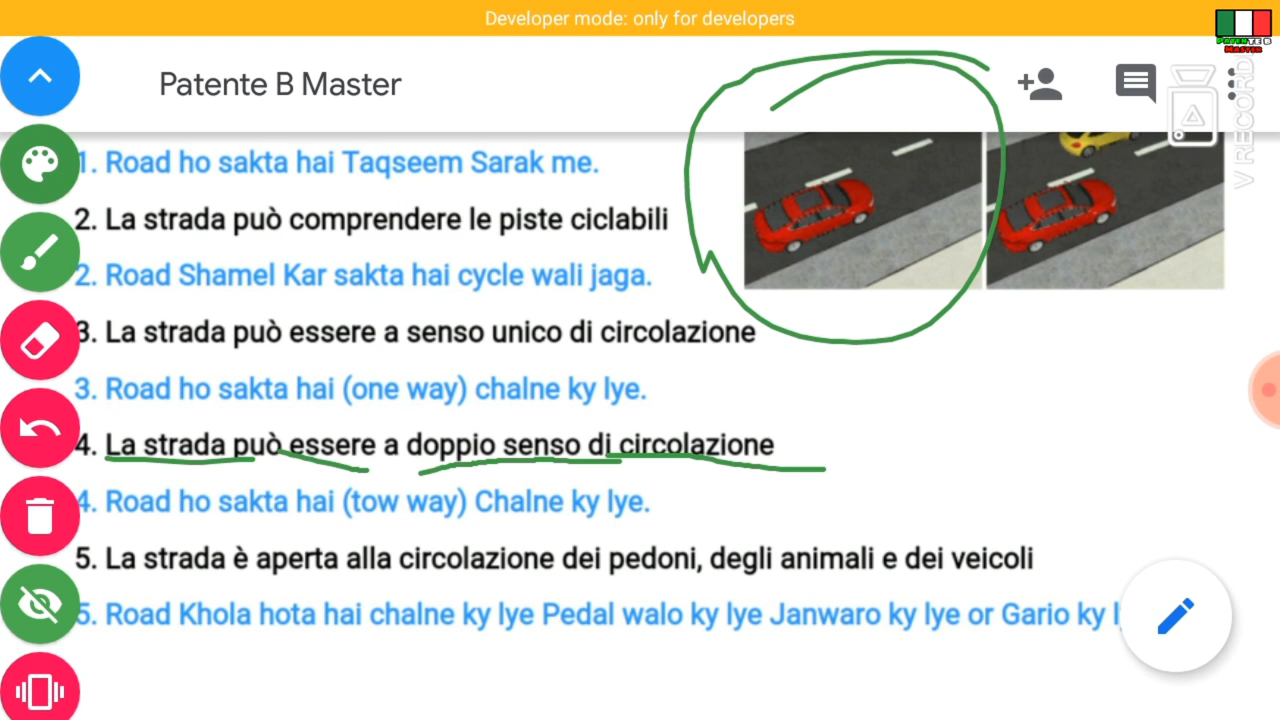 Developer mode: only for developers
PATENTE B
MASTER
Patente B Master
V RECORD
1. Road ho sakta hai Taqseem Sarak me.
2. La strada può comprendere le piste ciclabili
2. Road Shamel Kar sakta hai cycle wali jaga.
3. La strada può essere a senso unico di circolazione
3. Road ho sakta hai (one way) chalne ky lye.
4. La strada può essere a doppio senso di circolazione
4. Road ho sakta hai (tow way) Chalne ky lye.
5. La strada è aperta alla circolazione dei pedoni, degli animali e dei veicoli
5. Road Khola hota hai chalne ky lye Pedal walo ky lye Janwaro ky lye or Gario ky